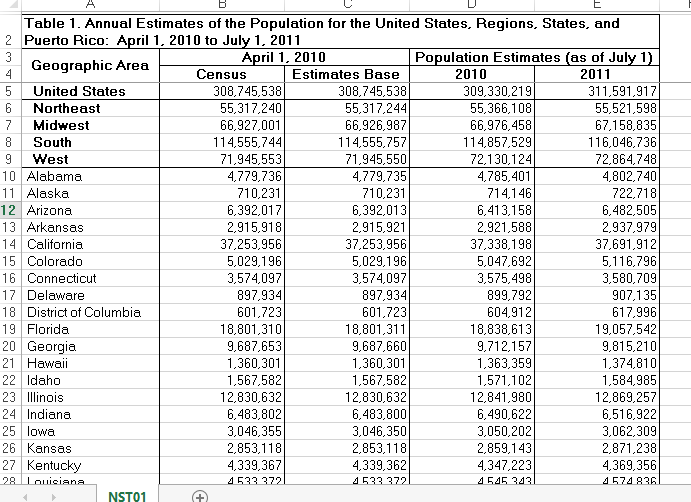 A B C D E
Table 1. Annual Estimates of the Population for the United States, Regions, States, and
2 Puerto Rico: April 1, 2010 to July 1, 2011
3 Geographic Area April 1, 2010 Population Estimates (as of July 1)
4 Census Estimates Base 2010 2011
5 United States 308,745,538 308,745,538 309,330,219 311,591,917
6 Northeast 55,317,240 55,317,244 55,366,108 55,521,598
7 Midwest 66,927,001 66,926,987 66,976,458 67,158,835
8 South 114,555,744 114,555,757 114,857,529 116,046,736
9 West 71,945,553 71,945,550 72,130,124 72,864,748
10 Alabama 4,779,736 4,779,735 4,785,401 4,802,740
11 Alaska 710,231 710,231 714,146 722,718
12 Arizona 6,392,017 6,392,013 6,413,158 6,482,505
13 Arkansas 2,915,918 2,915,921 2,921,588 2,937,979
14 California 37,253,956 37,253,956 37,338,198 37,691,912
15 Colorado 5,029,196 5,029,196 5,047,692 5,116,796
16 Connecticut 3,574,097 3,574,097 3,575,498 3,580,709
17 Delaware 897,934 897,934 899,792 907,135
18 District of Columbia 601,723 601,723 604,912 617,996
19 Florida 18,801,310 18,801,311 18,838,613 19,057,542
20 Georgia 9,687,653 9,687,660 9,712,157 9,815,210
21 Hawaii 1,360,301 1,360,301 1,363,359 1,374,810
22 Idaho 1,567,582 1,567,582 1,571,102 1,584,985
23 Illinois 12,830,632 12,830,632 12,841,980 12,869,257
24 Indiana 6,483,802 6,483,800 6,490,622 6,516,922
25 Iowa 3,046,355 3,046,350 3,050,202 3,062,309
26 Kansas 2,853,118 2,853,118 2,859,143 2,871,238
27 Kentucky 4,339,367 4,339,362 4,347,223 4,369,356
28 Louisiana 4,533,372 4,533,372 4,545,343 4,574,836
NST01